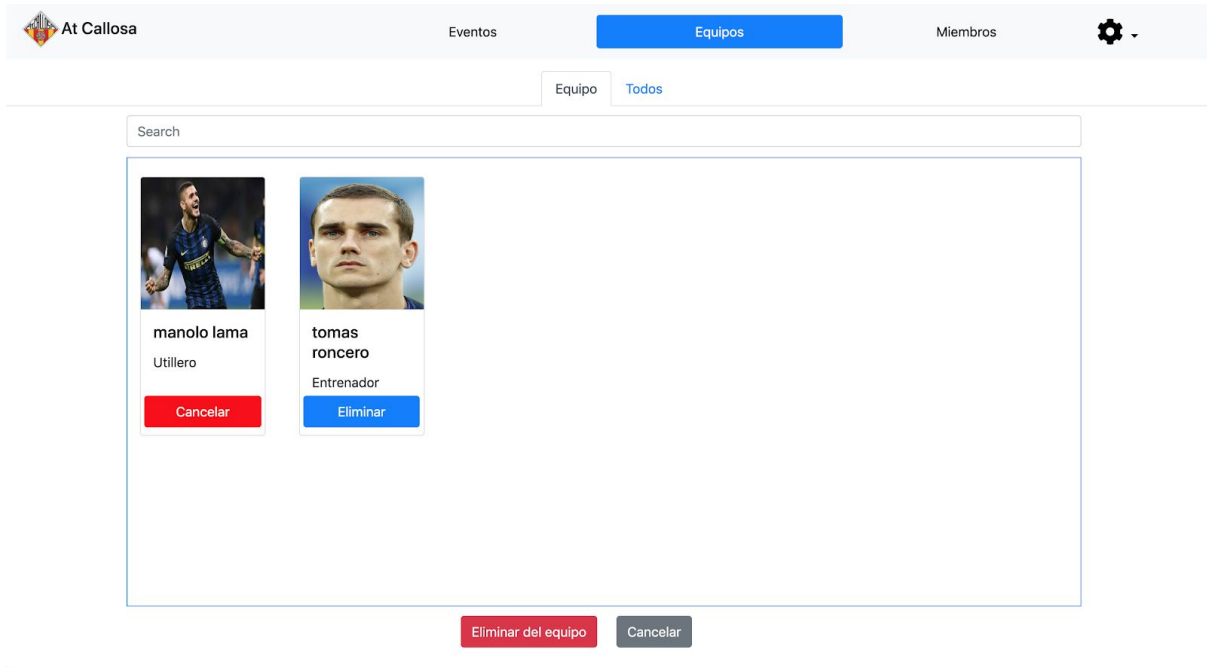 At Callosa
Eventos
Equipos
Miembros
Equipo
Todos
Search
manolo lama
Utillero
Cancelar
tomas
roncero
Entrenador
Eliminar
Eliminar del equipo
Cancelar